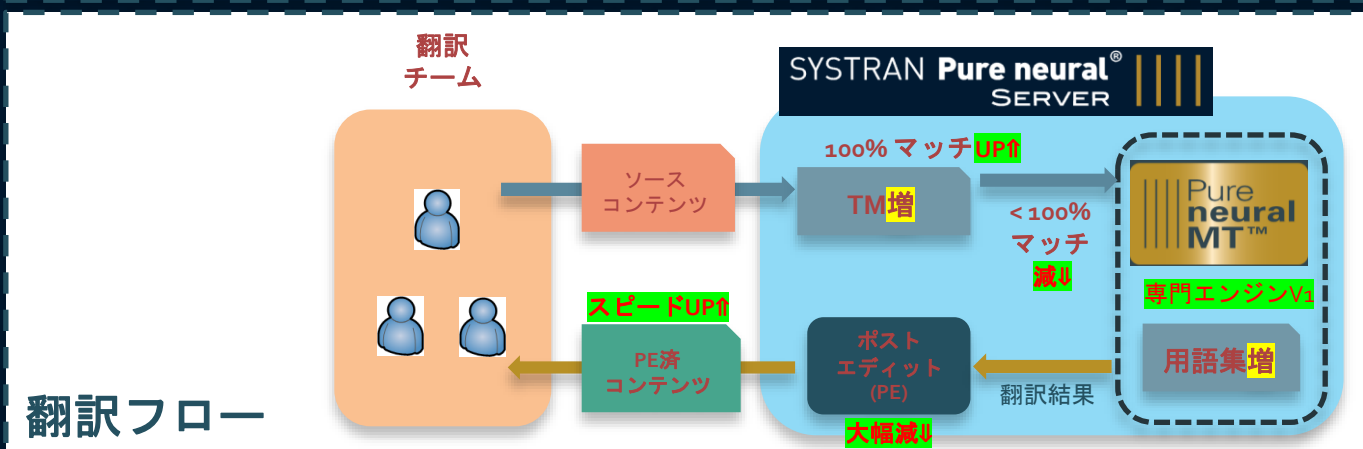 翻訳
チーム
SYSTRAN Pure neural®
SERVER
100% マッチUP⇑
ソース
コンテンツ
TM増
< 100%
マッチ
減⇓
Pure
neural
MT™
専門エンジンV1
用語集増
スピードUP⇑
PE済
コンテンツ
ポスト
エディット
(PE)
大幅減⇓
翻訳結果
翻訳フロー